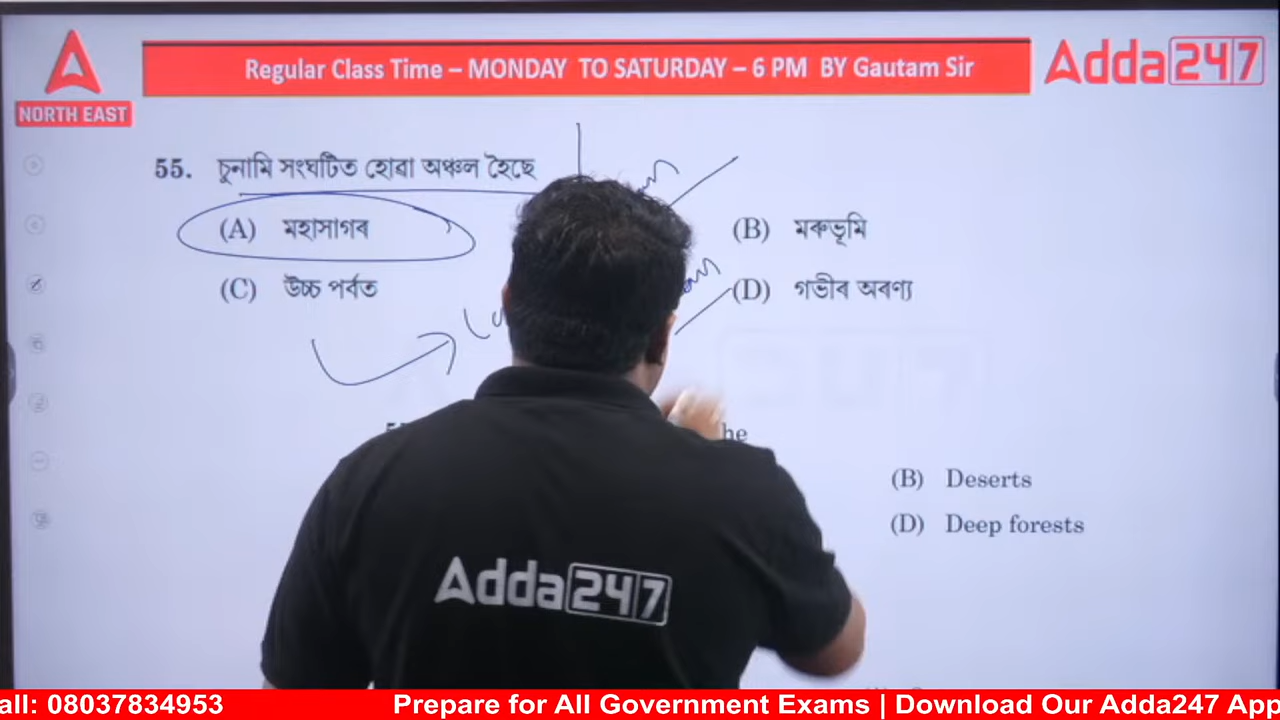 Regular Class Time – MONDAY TO SATURDAY – 6 PM BY Gautam Sir
Adda247
NORTH EAST
55. চুনামি সংঘটিত হোৱা অঞ্চল হৈছে
(A) মহাসাগৰ
(B) মৰুভূমি
(C) উচ্চ পৰ্বত
(D) গভীৰ অৰণ্য
(B) Deserts
(D) Deep forests
Adda247
all: 08037834953 Prepare for All Government Exams | Download Our Adda247 App